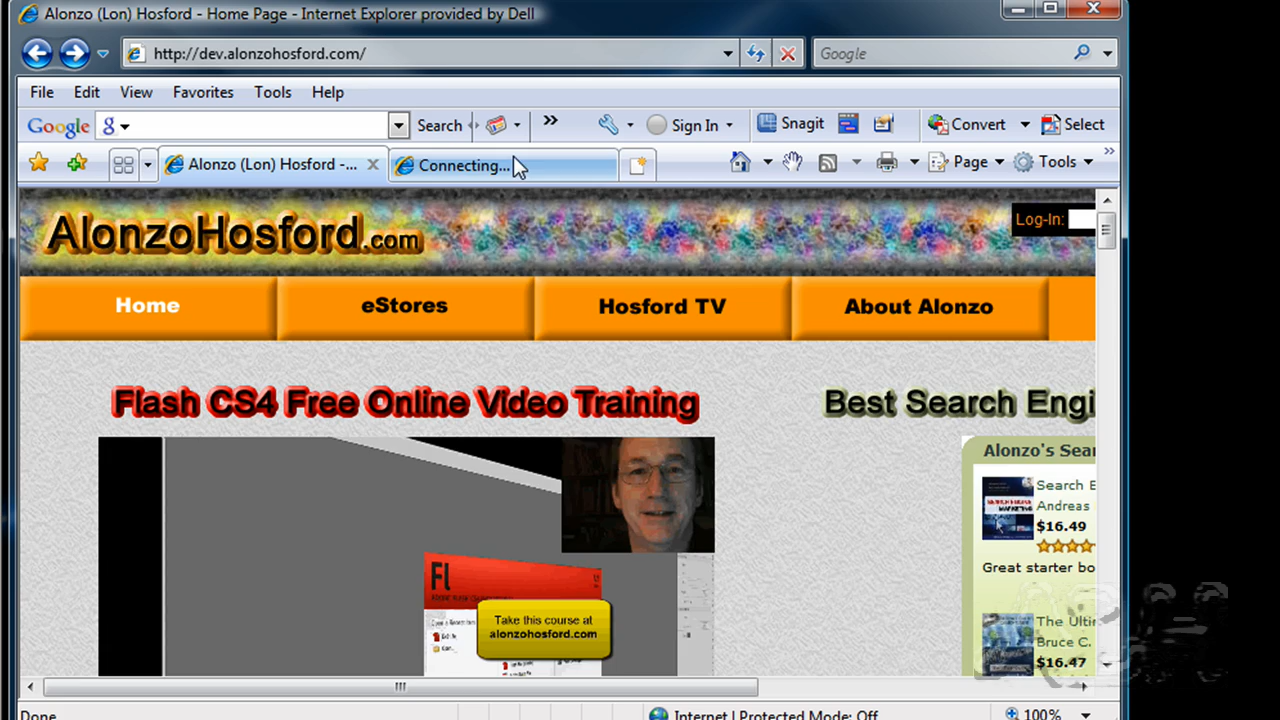 Alonzo (Lon) Hosford - Home Page - Internet Explorer provided by Dell
http://dev.alonzohosford.com/
Google
File Edit View Favorites Tools Help
Google g Search » Sign In Snagit Convert Select
Alonzo (Lon) Hosford -... Connecting... Page Tools »
AlonzoHosford.com
Log-In:
Home eStores Hosford TV About Alonzo
Flash CS4 Free Online Video Training
Best Search Engi
Alonzo's Sear
Search E
Andreas
$16.49
Great starter bo
Fl
Take this course at
alonzohosford.com
The Ultim
Bruce C.
$16.47
Done
Internet | Protected Mode: Off
100%